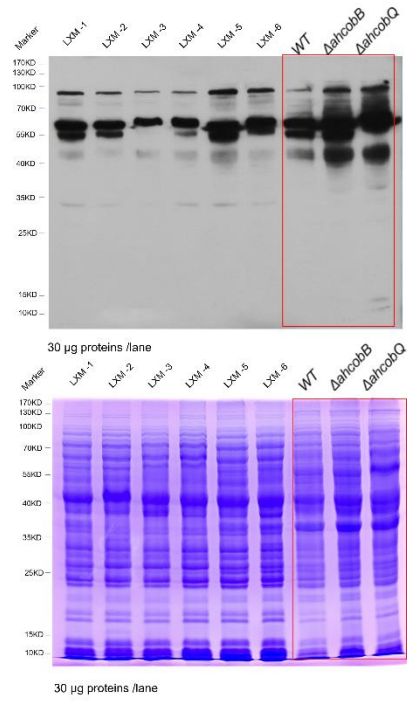 Marker LXM -1 LXM -2 LXM -3 LXM -4 LXM -5 LXM -6 WT ΔahcobB ΔahcobQ
170KD
130KD
100KD
70KD
55KD
40KD
35KD
25KD
15KD
10KD
30 µg proteins /lane
Marker LXM -1 LXM -2 LXM -3 LXM -4 LXM -5 LXM -6 WT ΔahcobB ΔahcobQ
170KD
130KD
100KD
70KD
55KD
40KD
35KD
25KD
15KD
10KD
30 µg proteins /lane